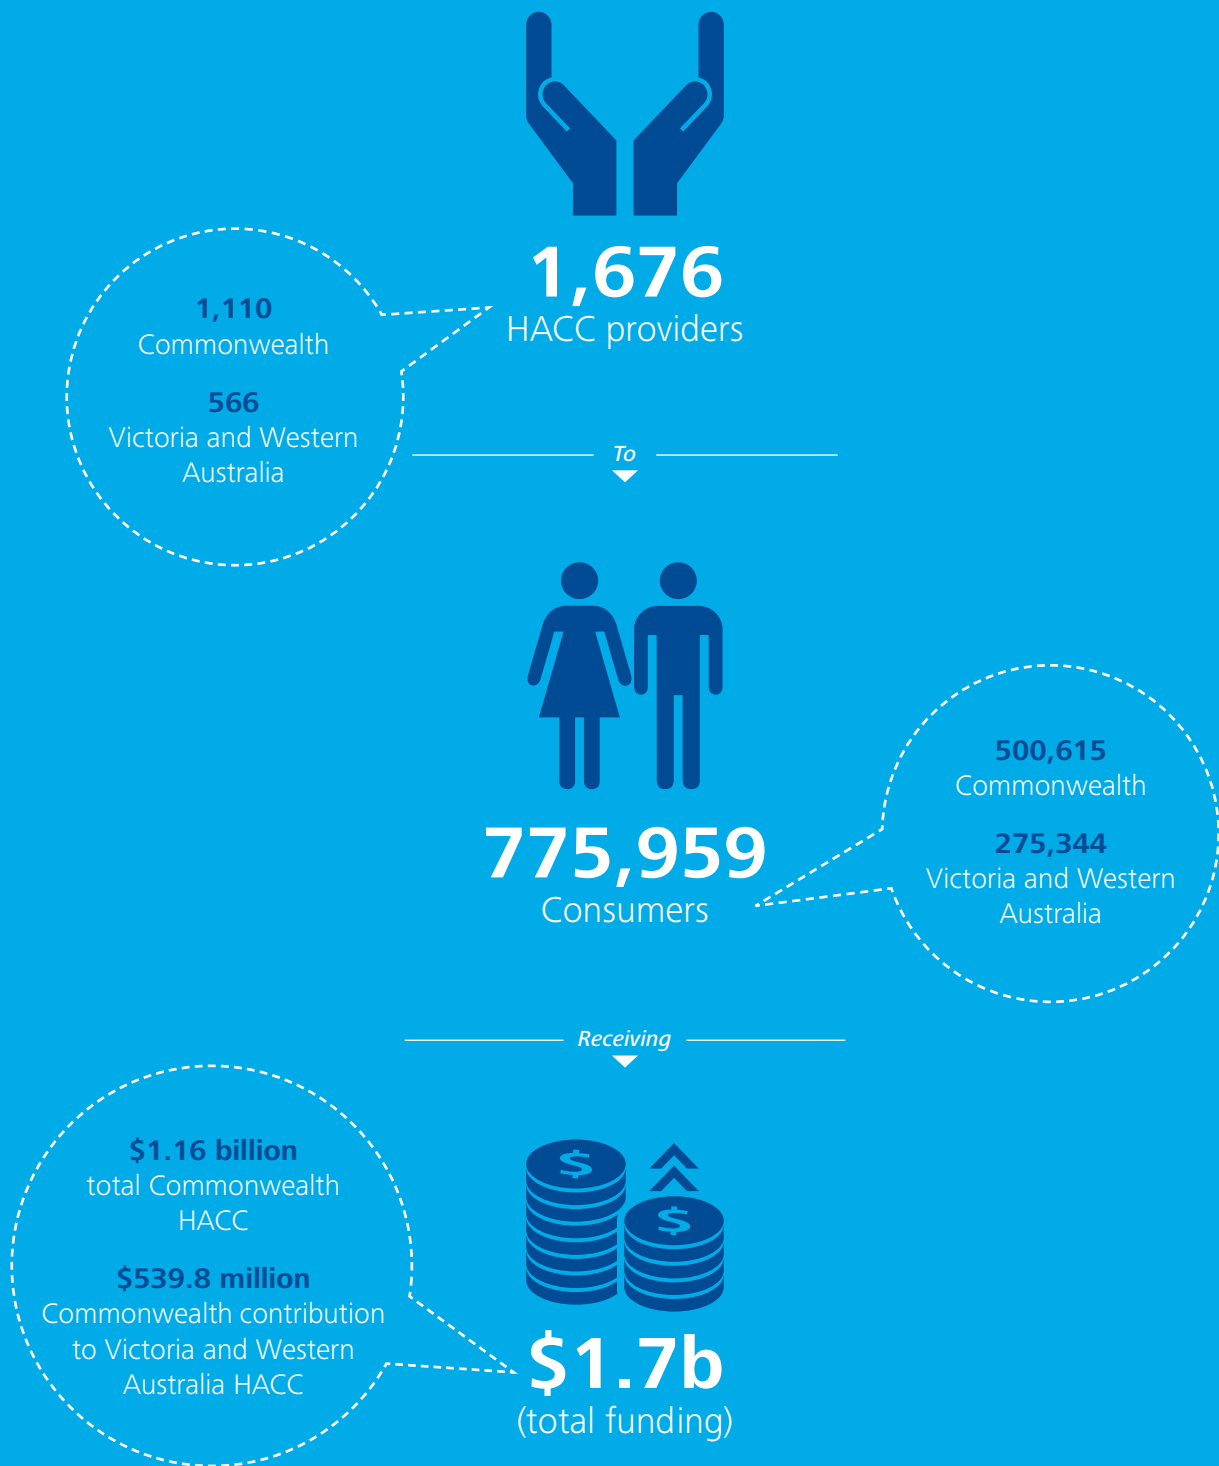 1,676
HACC providers
1,110
Commonwealth
566
Victoria and Western
Australia
To
775,959
Consumers
500,615
Commonwealth
275,344
Victoria and Western
Australia
Receiving
$1.16 billion
total Commonwealth
HACC
$539.8 million
Commonwealth contribution
to Victoria and Western
Australia HACC
$
$
$1.7b
(total funding)